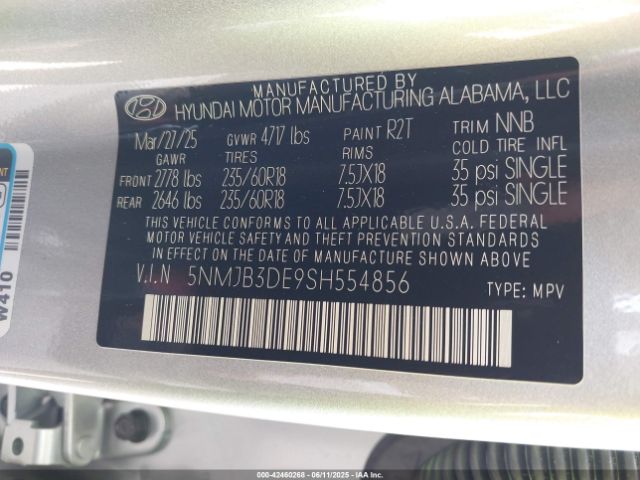 MANUFACTURED BY
HYUNDAI MOTOR MANUFACTURING ALABAMA, LLC
Mar/27/25 GVWR 4717 lbs PAINT R2T TRIM NNB
GAWR TIRES RIMS COLD TIRE INFL
FRONT 2778 lbs 235/60R18 7.5JX18 35 psi SINGLE
REAR 2646 lbs 235/60R18 7.5JX18 35 psi SINGLE
THIS VEHICLE CONFORMS TO ALL APPLICABLE U.S.A. FEDERAL
MOTOR VEHICLE SAFETY AND THEFT PREVENTION STANDARDS
IN EFFECT ON THE DATE OF MANUFACTURE SHOWN ABOVE.
V.I.N 5NMJB3DE9SH554856 TYPE: MPV
W410
000-42460268 - 06/11/2025 - IAA Inc.